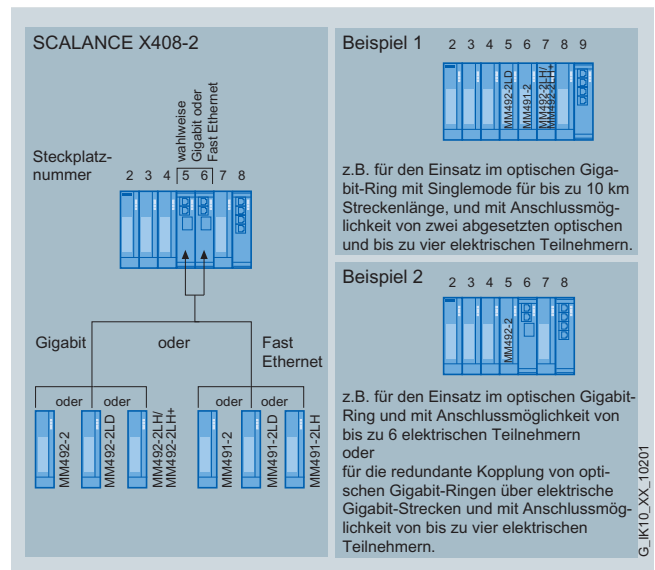 SCALANCE X408-2
wahlweise
Gigabit oder
Fast Ethernet
Steckplatz-
nummer
2 3 4 5 6 7 8
Gigabit
oder
Fast
Ethernet
oder oder
oder oder
MM492-2
MM492-2LD
MM492-2LH/
MM492-2LH+
MM491-2
MM491-2LD
MM491-2LH
Beispiel 1
2 3 4 5 6 7 8 9
MM492-2LD
MM491-2
MM492-2LH/
MM492-2LH+
z.B. für den Einsatz im optischen Giga-
bit-Ring mit Singlemode für bis zu 10 km
Streckenlänge, und mit Anschlussmög-
lichkeit von zwei abgesetzten optischen
und bis zu vier elektrischen Teilnehmern.
Beispiel 2
2 3 4 5 6 7 8
MM492-2
z.B. für den Einsatz im optischen Gigabit-
Ring und mit Anschlussmöglichkeit von
bis zu 6 elektrischen Teilnehmern
oder
für die redundante Kopplung von opti-
schen Gigabit-Ringen über elektrische
Gigabit-Strecken und mit Anschlussmög-
lichkeit von bis zu vier elektrischen
Teilnehmern.
G_IK10_XX_10201